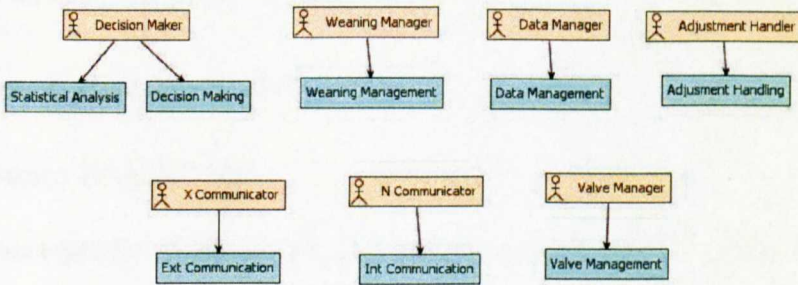 Decision Maker
Weaning Manager
Data Manager
Adjustment Handler
Statistical Analysis
Decision Making
Weaning Management
Data Management
Adjusment Handling
X Communicator
N Communicator
Valve Manager
Ext Communication
Int Communication
Valve Management